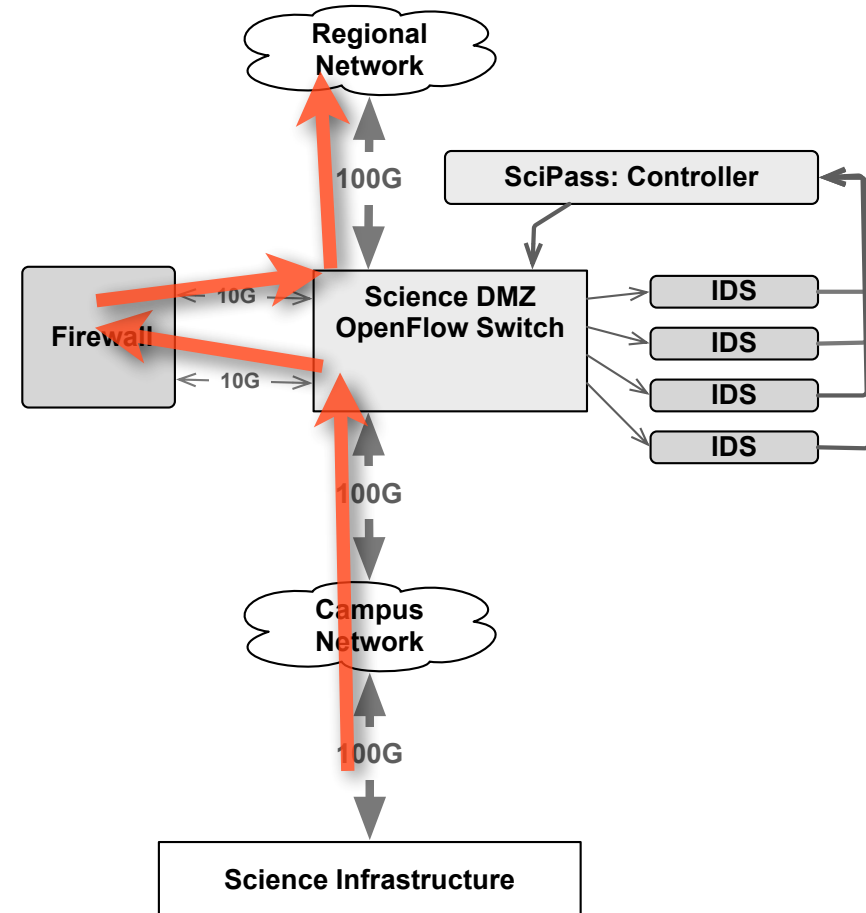 Regional
Network
100G
SciPass: Controller
Science DMZ
OpenFlow Switch
10G
10G
Firewall
IDS
IDS
IDS
IDS
100G
Campus
Network
100G
Science Infrastructure